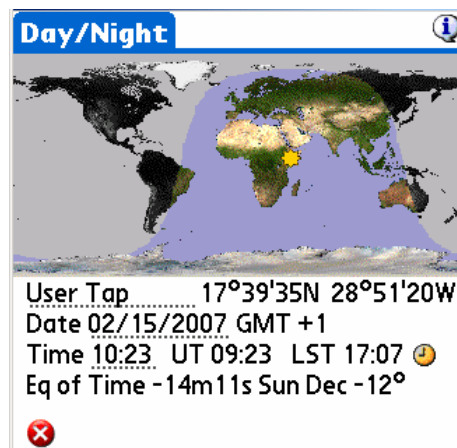 Day/Night
User Tap 17°39'35N 28°51'20W
Date 02/15/2007 GMT +1
Time 10:23 UT 09:23 LST 17:07
Eq of Time -14m11s Sun Dec -12°